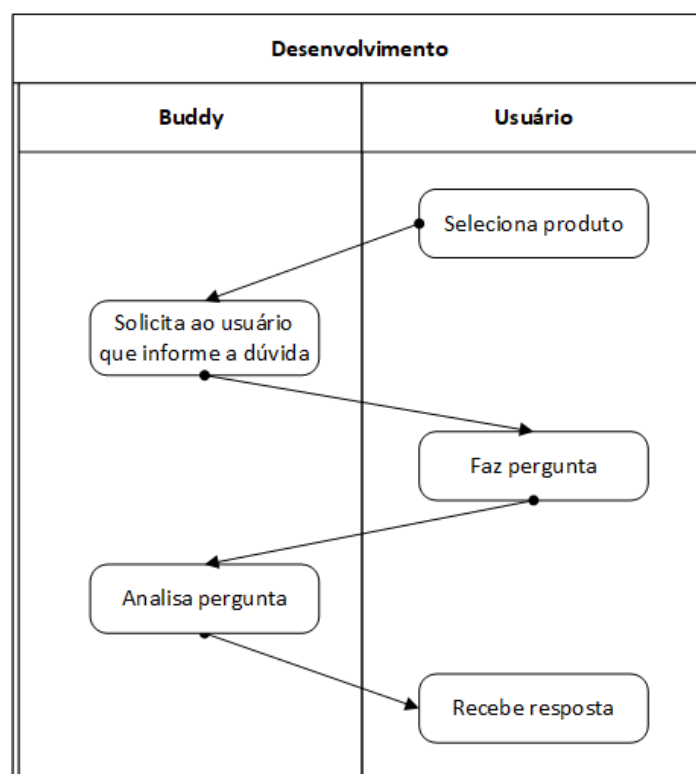 Desenvolvimento
Buddy
Usuário
Seleciona produto
Solicita ao usuário
que informe a dúvida
Faz pergunta
Analisa pergunta
Recebe resposta